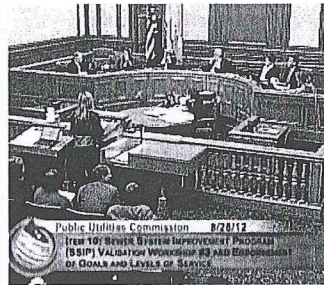 Public Utilities Commission 8/28/12
ITEM 10: SEWER SYSTEM IMPROVEMENT PROGRAM
(SSIP) VALIDATION WORKSHOP #3 AND ENDORSEMENT
OF GOALS AND LEVELS OF SERVICE